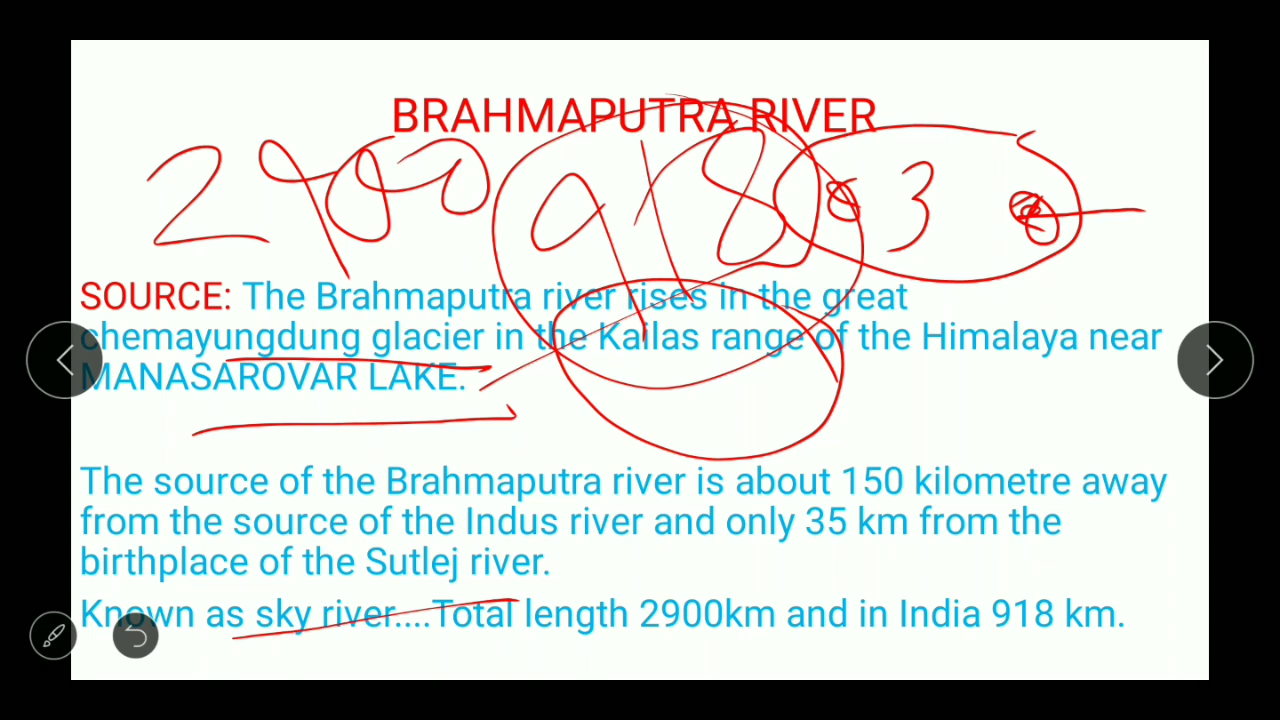 BRAHMAPUTRA RIVER
2900 918 3
SOURCE: The Brahmaputra river rises in the great
chemayungdung glacier in the Kailas range of the Himalaya near
MANASAROVAR LAKE.
The source of the Brahmaputra river is about 150 kilometre away
from the source of the Indus river and only 35 km from the
birthplace of the Sutlej river.
Known as sky river....Total length 2900km and in India 918 km.